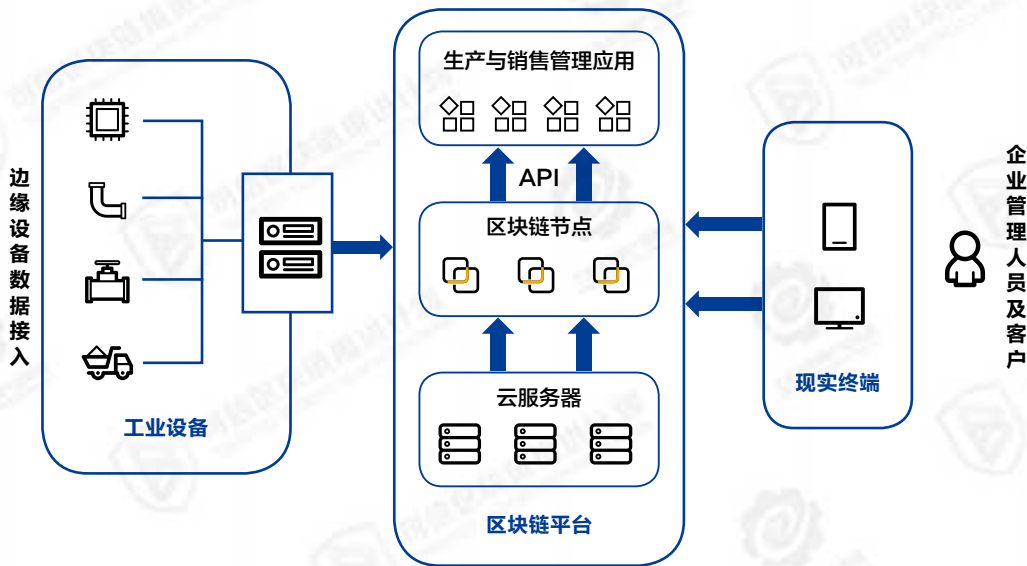 边缘设备数据接入
工业设备
生产与销售管理应用
API
区块链节点
云服务器
区块链平台
现实终端
企业管理人员及客户